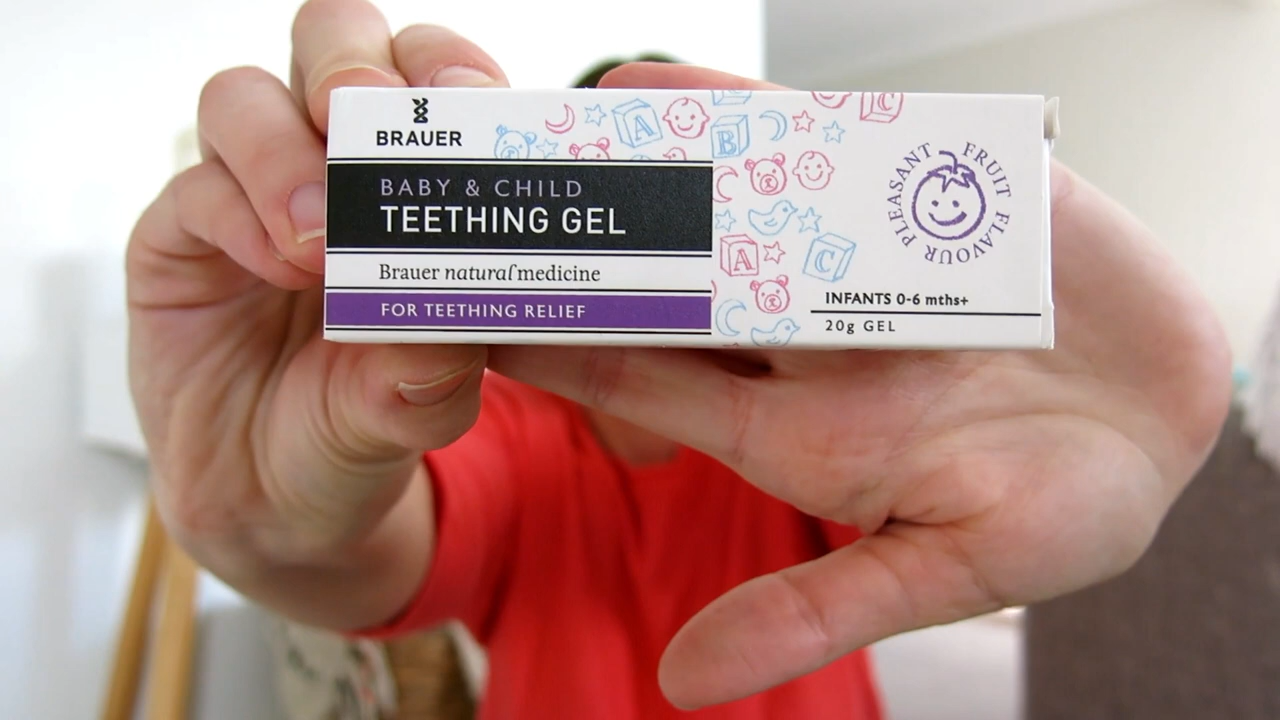 BRAUER
BABY & CHILD
TEETHING GEL
Brauer natural medicine
FOR TEETHING RELIEF
A
B
C
A
C
PLEASANT FRUIT FLAVOUR
INFANTS 0-6 mths+
20g GEL